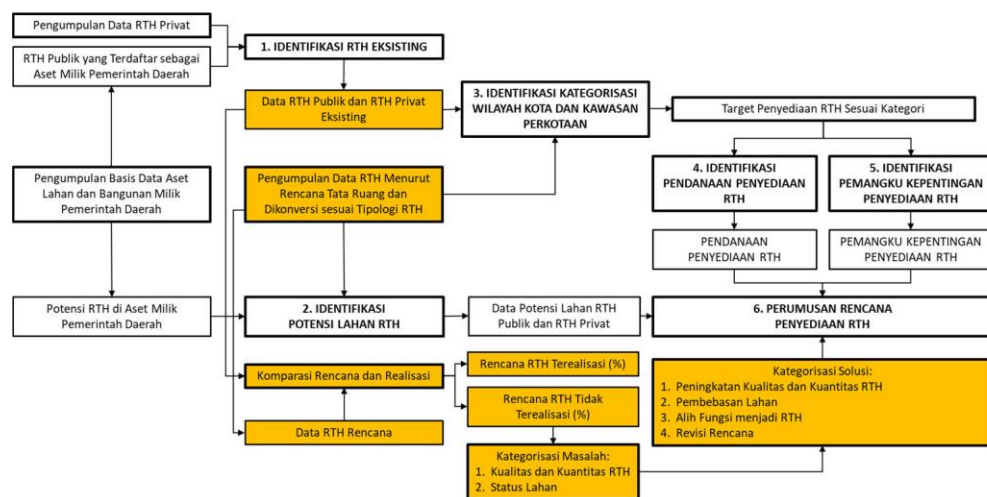 Pengumpulan Data RTH Privat
RTH Publik yang Terdaftar sebagai
Aset Milik Pemerintah Daerah
Pengumpulan Basis Data Aset
Lahan dan Bangunan Milik
Pemerintah Daerah
Potensi RTH di Aset Milik
Pemerintah Daerah
1. IDENTIFIKASI RTH EKSISTING
Data RTH Publik dan RTH Privat
Eksisting
Pengumpulan Data RTH Menurut
Rencana Tata Ruang dan
Dikonversi sesuai Tipologi RTH
2. IDENTIFIKASI
POTENSI LAHAN RTH
Komparasi Rencana dan Realisasi
Data RTH Rencana
3. IDENTIFIKASI KATEGORISASI
WILAYAH KOTA DAN KAWASAN
PERKOTAAN
Data Potensi Lahan RTH
Publik dan RTH Privat
Rencana RTH Terealisasi (%)
Rencana RTH Tidak
Terealisasi (%)
Kategorisasi Masalah:
1. Kualitas dan Kuantitas RTH
2. Status Lahan
Target Penyediaan RTH Sesuai Kategori
4. IDENTIFIKASI
PENDANAAN PENYEDIAAN
RTH
5. IDENTIFIKASI
PEMANGKU KEPENTINGAN
PENYEDIAAN RTH
PENDANAAN
PENYEDIAAN RTH
PEMANGKU KEPENTINGAN
PENYEDIAAN RTH
6. PERUMUSAN RENCANA
PENYEDIAAN RTH
Kategorisasi Solusi:
1. Peningkatan Kualitas dan Kuantitas RTH
2. Pembebasan Lahan
3. Alih Fungsi menjadi RTH
4. Revisi Rencana